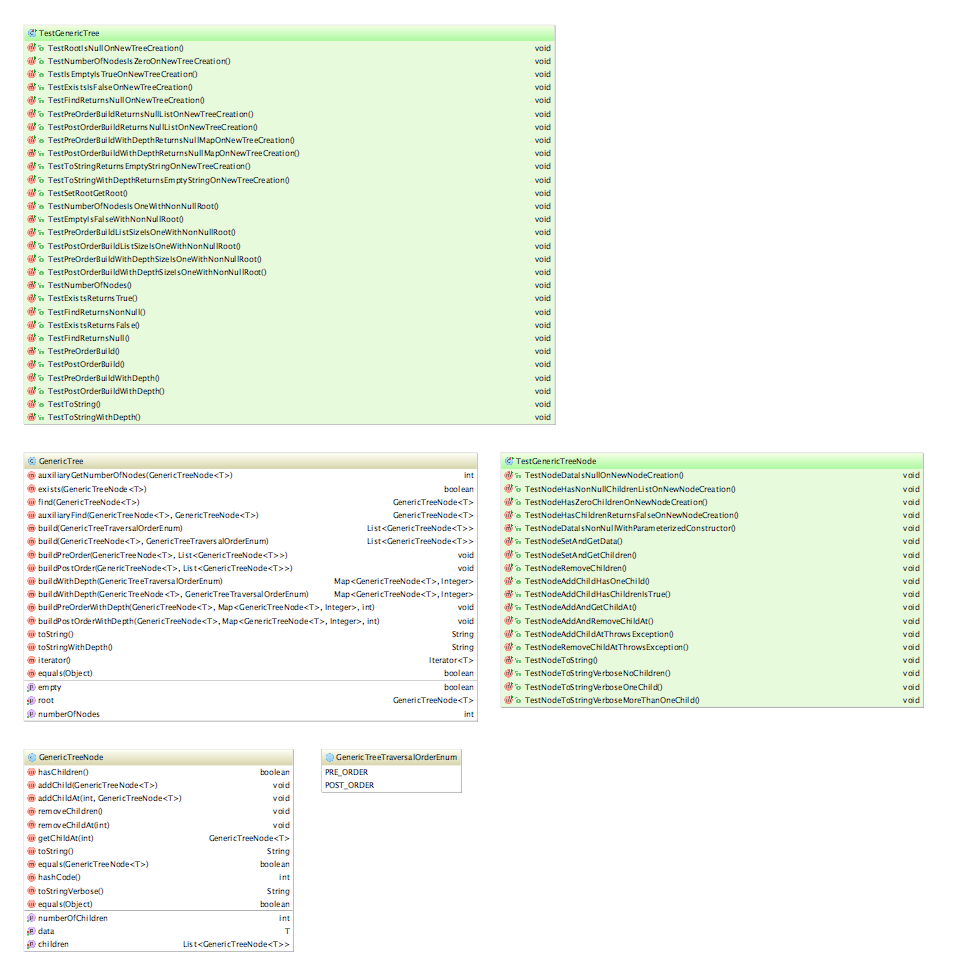 TestGenericTree
TestRootIsNullOnNewTreeCreation() void
TestNumberOfNodesIsZeroOnNewTreeCreation() void
TestIsEmptyIsTrueOnNewTreeCreation() void
TestExistsIsFalseOnNewTreeCreation() void
TestFindReturnsNullOnNewTreeCreation() void
TestPreOrderBuildReturnsNullListOnNewTreeCreation() void
TestPostOrderBuildReturnsNullListOnNewTreeCreation() void
TestPreOrderBuildWithDepthReturnsNullMapOnNewTreeCreation() void
TestPostOrderBuildWithDepthReturnsNullMapOnNewTreeCreation() void
TestToStringReturnsEmptyStringOnNewTreeCreation() void
TestToStringWithDepthReturnsEmptyStringOnNewTreeCreation() void
TestSetRootGetRoot() void
TestNumberOfNodesIsOneWithNonNullRoot() void
TestEmptyIsFalseWithNonNullRoot() void
TestPreOrderBuildListSizeIsOneWithNonNullRoot() void
TestPostOrderBuildListSizeIsOneWithNonNullRoot() void
TestPreOrderBuildWithDepthSizeIsOneWithNonNullRoot() void
TestPostOrderBuildWithDepthSizeIsOneWithNonNullRoot() void
TestNumberOfNodes() void
TestExistsReturnsTrue() void
TestFindReturnsNonNull() void
TestExistsReturnsFalse() void
TestFindReturnsNull() void
TestPreOrderBuild() void
TestPostOrderBuild() void
TestPreOrderBuildWithDepth() void
TestPostOrderBuildWithDepth() void
TestToString() void
TestToStringWithDepth() void
GenericTree
auxiliaryGetNumberOfNodes(GenericTreeNode<T>) int
exists(GenericTreeNode<T>) boolean
find(GenericTreeNode<T>) GenericTreeNode<T>
auxiliaryFind(GenericTreeNode<T>, GenericTreeNode<T>) GenericTreeNode<T>
build(GenericTreeTraversalOrderEnum) List<GenericTreeNode<T>>
build(GenericTreeNode<T>, GenericTreeTraversalOrderEnum) List<GenericTreeNode<T>>
buildPreOrder(GenericTreeNode<T>, List<GenericTreeNode<T>>) void
buildPostOrder(GenericTreeNode<T>, List<GenericTreeNode<T>>) void
buildWithDepth(GenericTreeTraversalOrderEnum) Map<GenericTreeNode<T>, Integer>
buildWithDepth(GenericTreeNode<T>, GenericTreeTraversalOrderEnum) Map<GenericTreeNode<T>, Integer>
buildPreOrderWithDepth(GenericTreeNode<T>, Map<GenericTreeNode<T>, Integer>, int) void
buildPostOrderWithDepth(GenericTreeNode<T>, Map<GenericTreeNode<T>, Integer>, int) void
toString() String
toStringWithDepth() String
iterator() Iterator<T>
equals(Object) boolean
empty boolean
root GenericTreeNode<T>
numberOfNodes int
TestGenericTreeNode
TestNodeDataIsNullOnNewNodeCreation() void
TestNodeHasNonNullChildrenListOnNewNodeCreation() void
TestNodeHasZeroChildrenOnNewNodeCreation() void
TestNodeHasChildrenReturnsFalseOnNewNodeCreation() void
TestNodeDataIsNonNullWithParameterizedConstructor() void
TestNodeSetAndGetData() void
TestNodeSetAndGetChildren() void
TestNodeRemoveChildren() void
TestNodeAddChildHasOneChild() void
TestNodeAddChildHasChildrenIsTrue() void
TestNodeAddAndGetChildAt() void
TestNodeAddAndRemoveChildAt() void
TestNodeAddChildAtThrowsException() void
TestNodeRemoveChildAtThrowsException() void
TestNodeToString() void
TestNodeToStringVerboseNoChildren() void
TestNodeToStringVerboseOneChild() void
TestNodeToStringVerboseMoreThanOneChild() void
GenericTreeNode
hasChildren() boolean
addChild(GenericTreeNode<T>) void
addChildAt(int, GenericTreeNode<T>) void
removeChildren() void
removeChildAt(int) void
getChildAt(int) GenericTreeNode<T>
toString() String
equals(GenericTreeNode<T>) boolean
hashCode() int
toStringVerbose() String
equals(Object) boolean
numberOfChildren int
data T
children List<GenericTreeNode<T>>
GenericTreeTraversalOrderEnum
PRE_ORDER
POST_ORDER